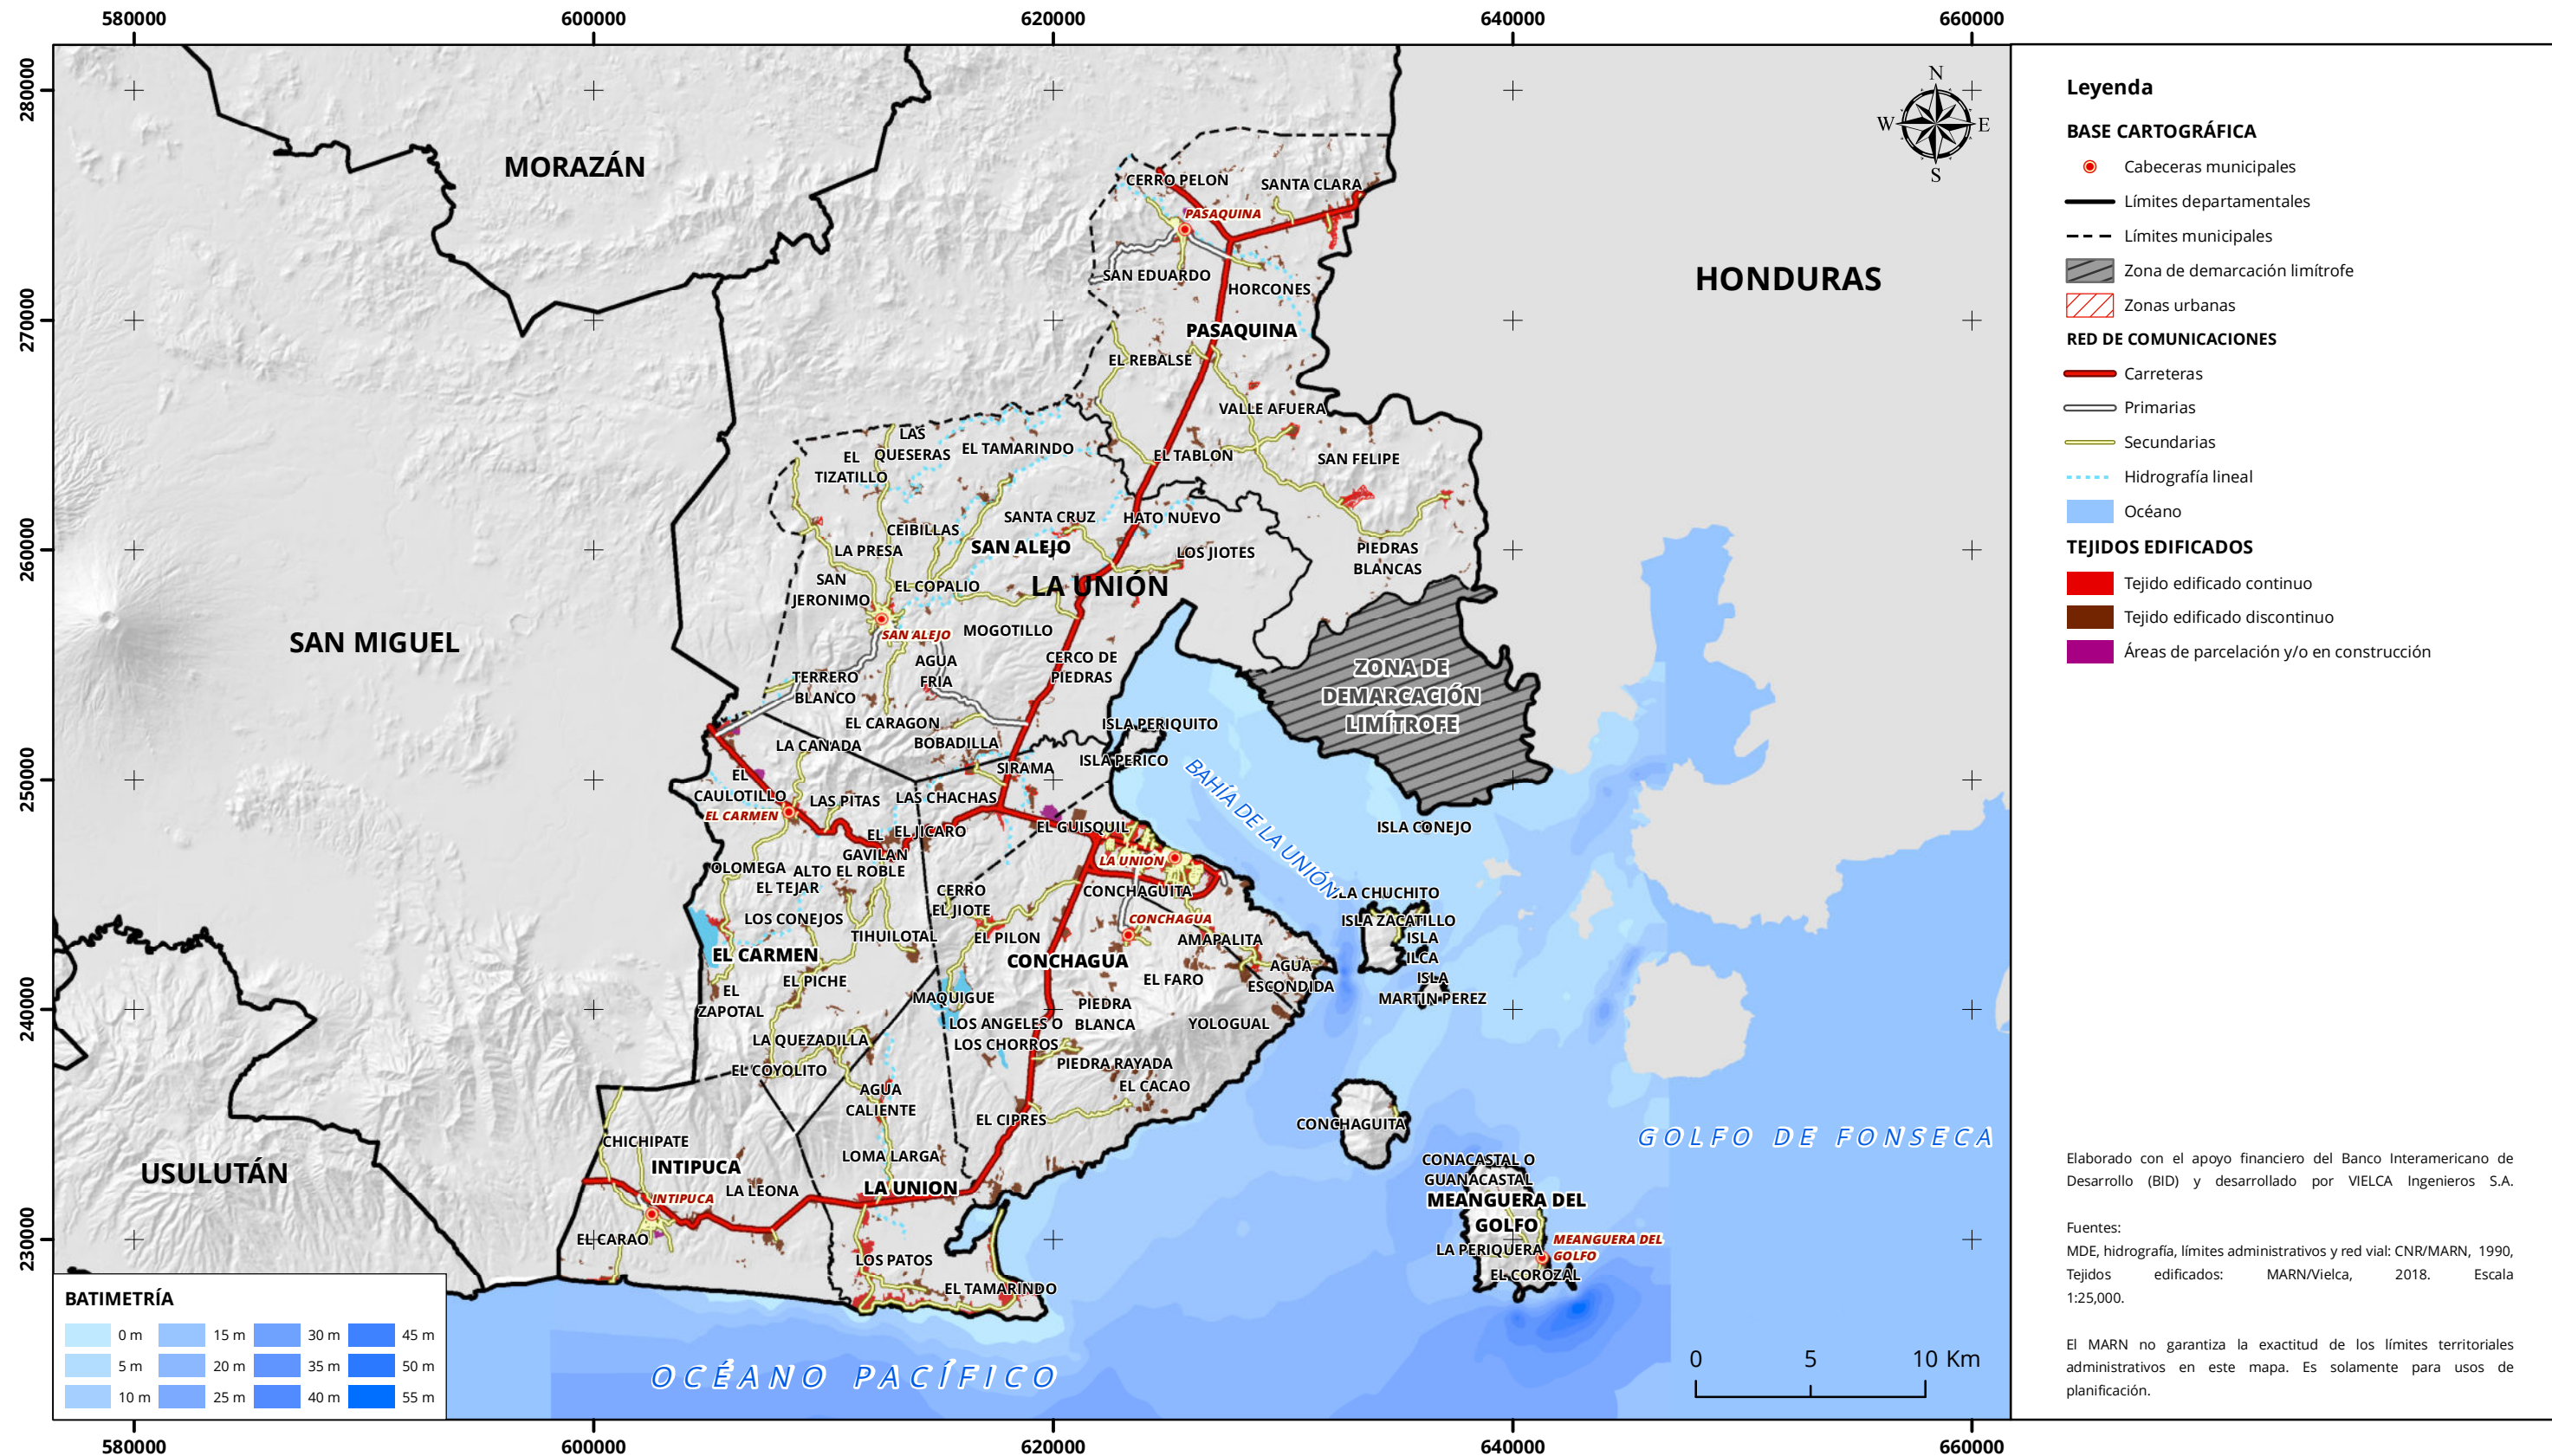 580000
600000
620000
640000
660000
280000
270000
260000
250000
240000
230000
N
W
E
S
MORAZÁN
HONDURAS
CERRO PELON
SANTA CLARA
PASAQUINA
SAN EDUARDO
HORCONES
PASAQUINA
EL REBALSE
VALLE AFUERA
LAS
QUESERAS
EL TAMARINDO
EL
TIZATILLO
EL TABLON
SAN FELIPE
SANTA CRUZ
HATO NUEVO
CEIBILLAS
SAN ALEJO
LA PRESA
LOS JIOTES
PIEDRAS
BLANCAS
SAN
JERONIMO
EL COPALIO
LA UNIÓN
SAN MIGUEL
SAN ALEJO
MOGOTILLO
AGUA
FRIA
CERCO DE
PIEDRAS
TERRERO
BLANCO
ZONA DE
DEMARCACIÓN
LIMÍTROFE
EL CARAGON
ISLA PERIQUITO
LA CAÑADA
BOBADILLA
ISLA PERICO
SIRAMA
BAHÍA DE LA UNIÓN
EL
CAULOTILLO
LAS PITAS
LAS CHACHAS
EL CARMEN
EL
GAVILAN
EL JICARO
EL GUISQUIL
ISLA CONEJO
LA UNION
OLOMEGA
ALTO EL ROBLE
EL TEJAR
CERRO
EL JIOTE
CONCHAGUITA
ISLA CHUCHITO
LOS CONEJOS
CONCHAGUA
ISLA ZACATILLO
TIHUILOTAL
EL PILON
AMAPALITA
ISLA
ILCA
EL CARMEN
CONCHAGUA
EL PICHE
EL FARO
AGUA
ESCONDIDA
ISLA
MARTIN PEREZ
EL
ZAPOTAL
MAQUIGUE
PIEDRA
BLANCA
LOS ANGELES O
LOS CHORROS
YOLOGUAL
LA QUEZADILLA
PIEDRA RAYADA
EL COYOLITO
EL CACAO
AGUA
CALIENTE
EL CIPRES
CONCHAGUITA
CHICHIPATE
GOLFO DE FONSECA
USULUTÁN
INTIPUCA
LOMA LARGA
CONACASTAL O
GUANACASTAL
INTIPUCA
LA LEONA
LA UNION
MEANGUERA DEL
GOLFO
EL CARAO
LA PERIQUERA
MEANGUERA DEL
GOLFO
LOS PATOS
EL COROZAL
EL TAMARINDO
OCÉANO PACÍFICO
0 5 10 Km
BATIMETRÍA
0 m 15 m 30 m 45 m
5 m 20 m 35 m 50 m
10 m 25 m 40 m 55 m
580000
600000
620000
640000
660000
Leyenda
BASE CARTOGRÁFICA
Cabeceras municipales
Límites departamentales
Límites municipales
Zona de demarcación limítrofe
Zonas urbanas
RED DE COMUNICACIONES
Carreteras
Primarias
Secundarias
Hidrografía lineal
Océano
TEJIDOS EDIFICADOS
Tejido edificado continuo
Tejido edificado discontinuo
Áreas de parcelación y/o en construcción
Elaborado con el apoyo financiero del Banco Interamericano de
Desarrollo (BID) y desarrollado por VIELCA Ingenieros S.A.
Fuentes:
MDE, hidrografía, límites administrativos y red vial: CNR/MARN, 1990,
Tejidos edificados: MARN/Vielca, 2018. Escala
1:25,000.
El MARN no garantiza la exactitud de los límites territoriales
administrativos en este mapa. Es solamente para usos de
planificación.